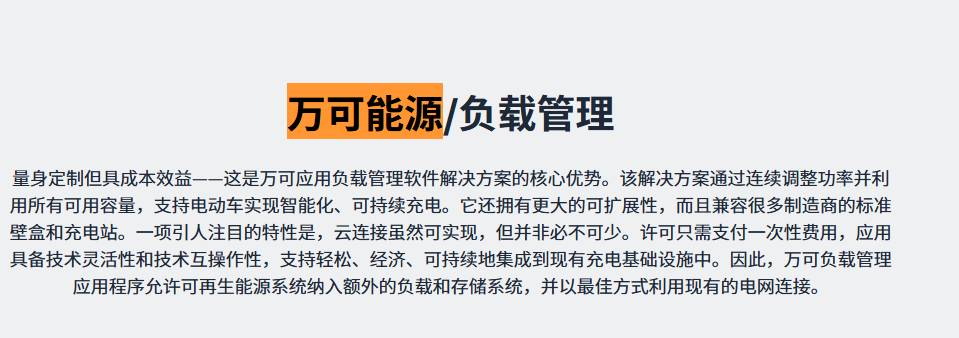 万可能源/负载管理
量身定制但具成本效益——这是万可应用负载管理软件解决方案的核心优势。该解决方案通过连续调整功率并利
用所有可用容量，支持电动车实现智能化、可持续充电。它还拥有更大的可扩展性，而且兼容很多制造商的标准
壁盒和充电站。一项引人注目的特性是，云连接虽然可实现，但并非必不可少。许可只需支付一次性费用，应用
具备技术灵活性和技术互操作性，支持轻松、经济、可持续地集成到现有充电基础设施中。因此，万可负载管理
应用程序允许可再生能源系统纳入额外的负载和存储系统，并以最佳方式利用现有的电网连接。